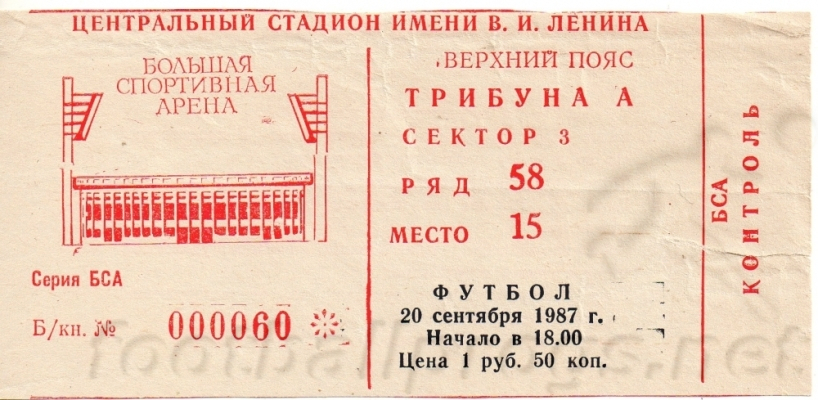 ЦЕНТРАЛЬНЫЙ СТАДИОН ИМЕНИ В. И. ЛЕНИНА
БОЛЬШАЯ
СПОРТИВНАЯ
АРЕНА
Серия БСА
Б/кн. № 000060
ВЕРХНИЙ ПОЯС
ТРИБУНА А
СЕКТОР 3
РЯД 58
МЕСТО 15
ФУТБОЛ
20 сентября 1987 г.
Начало в 18.00
Цена 1 руб. 50 коп.
БСА
КОНТРОЛЬ